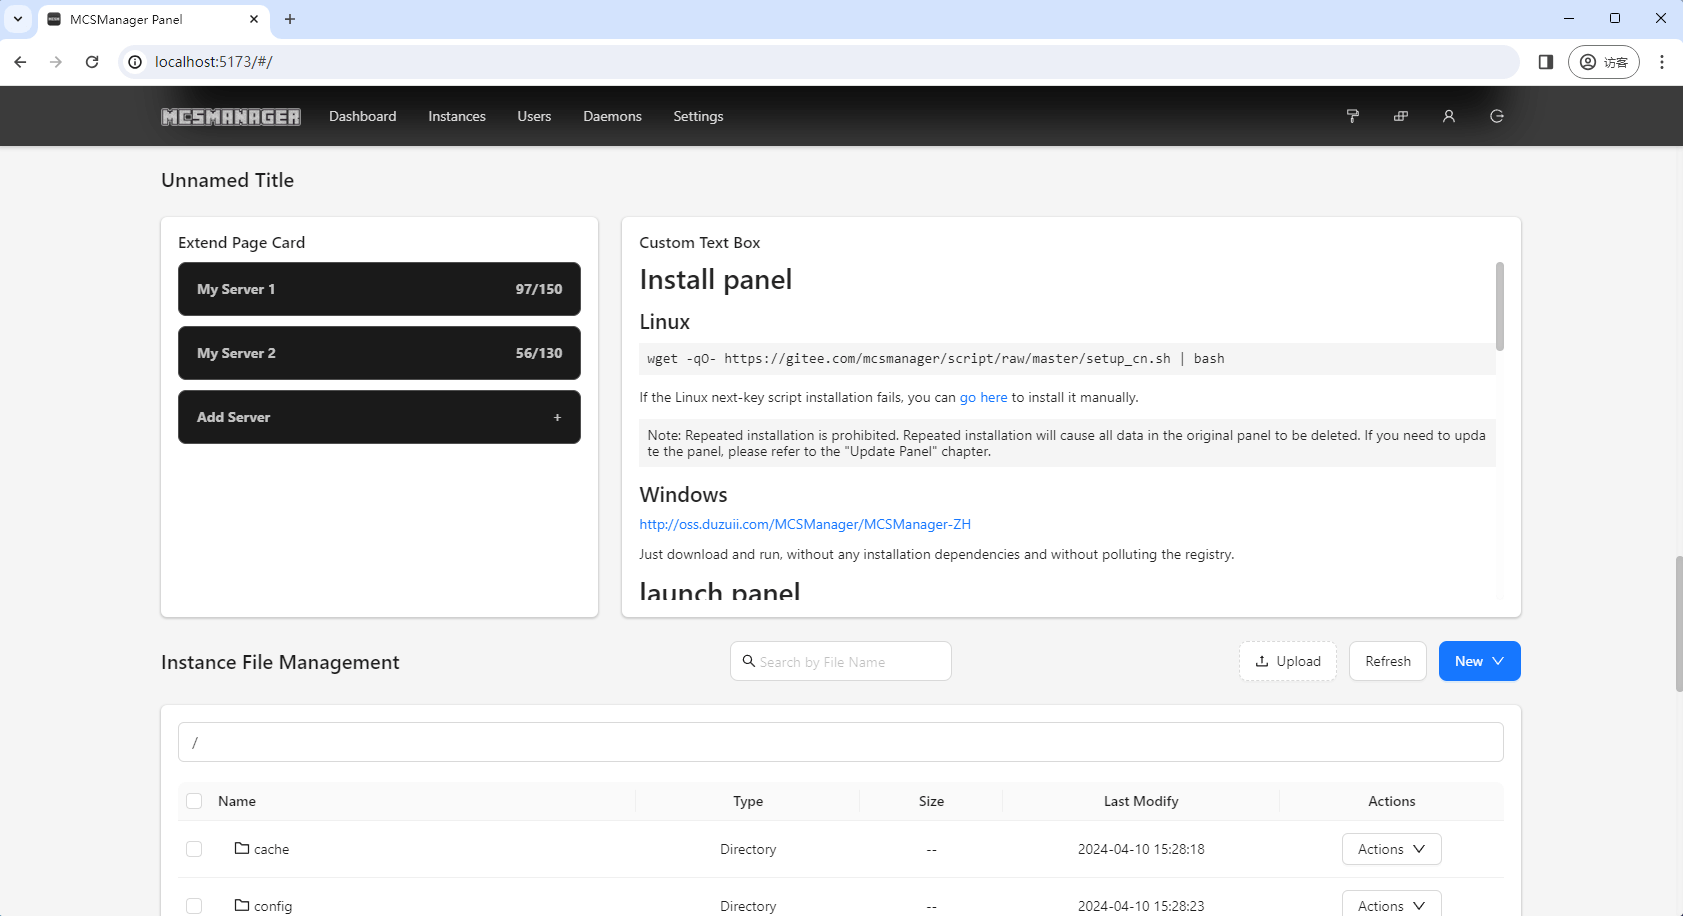 MCSManager Panel
localhost:5173/#/
访客
MCSMANAGER
Dashboard
Instances
Users
Daemons
Settings
Unnamed Title
Extend Page Card
My Server 1 97/150
My Server 2 56/130
Add Server +
Custom Text Box
Install panel
Linux
wget -qO- https://gitee.com/mcsmanager/script/raw/master/setup_cn.sh | bash
If the Linux next-key script installation fails, you can go here to install it manually.
Note: Repeated installation is prohibited. Repeated installation will cause all data in the original panel to be deleted. If you need to upda
te the panel, please refer to the "Update Panel" chapter.
Windows
http://oss.duzuii.com/MCSManager/MCSManager-ZH
Just download and run, without any installation dependencies and without polluting the registry.
launch panel
Instance File Management
Search by File Name
Upload
Refresh
New
/
Name Type Size Last Modify Actions
cache Directory -- 2024-04-10 15:28:18 Actions
config Directory -- 2024-04-10 15:28:23 Actions